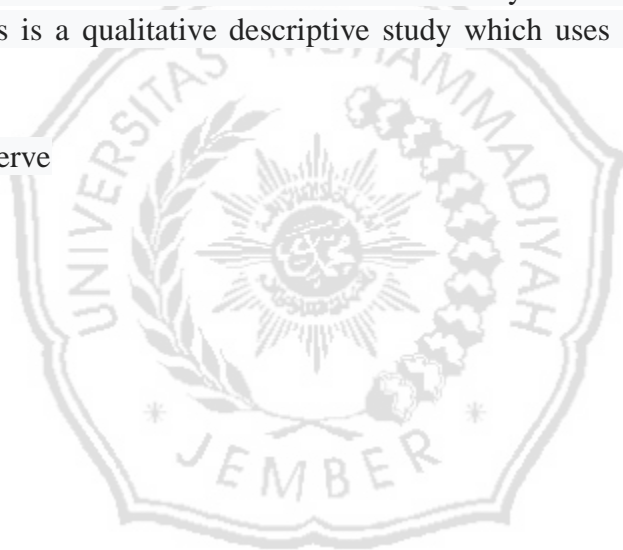 s is a qualitative descriptive study which uses
erve
UNIVERSITAS MUHAMMADIYAH
JEMBER